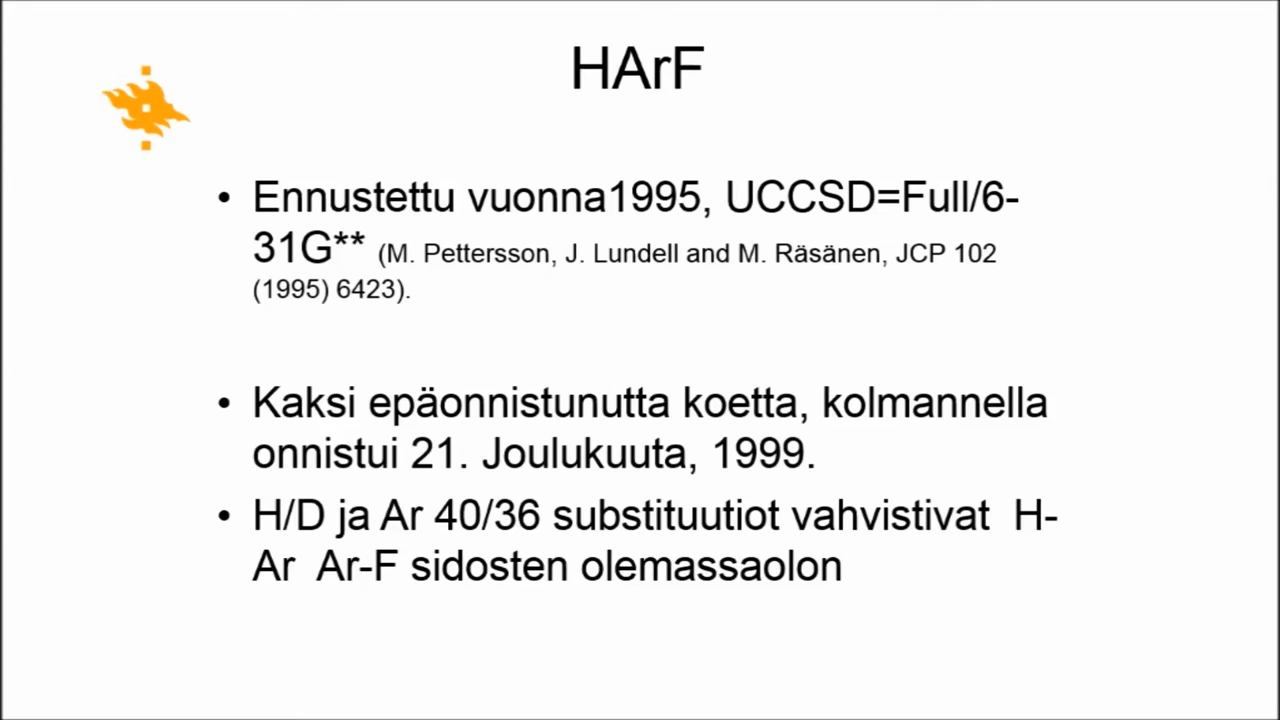 HArF
• Ennustettu vuonna1995, UCCSD=Full/6-
31G** (M. Pettersson, J. Lundell and M. Räsänen, JCP 102
(1995) 6423).
• Kaksi epäonnistunutta koetta, kolmannella
onnistui 21. Joulukuuta, 1999.
• H/D ja Ar 40/36 substituutiot vahvistivat  H-
Ar  Ar-F sidosten olemassaolon